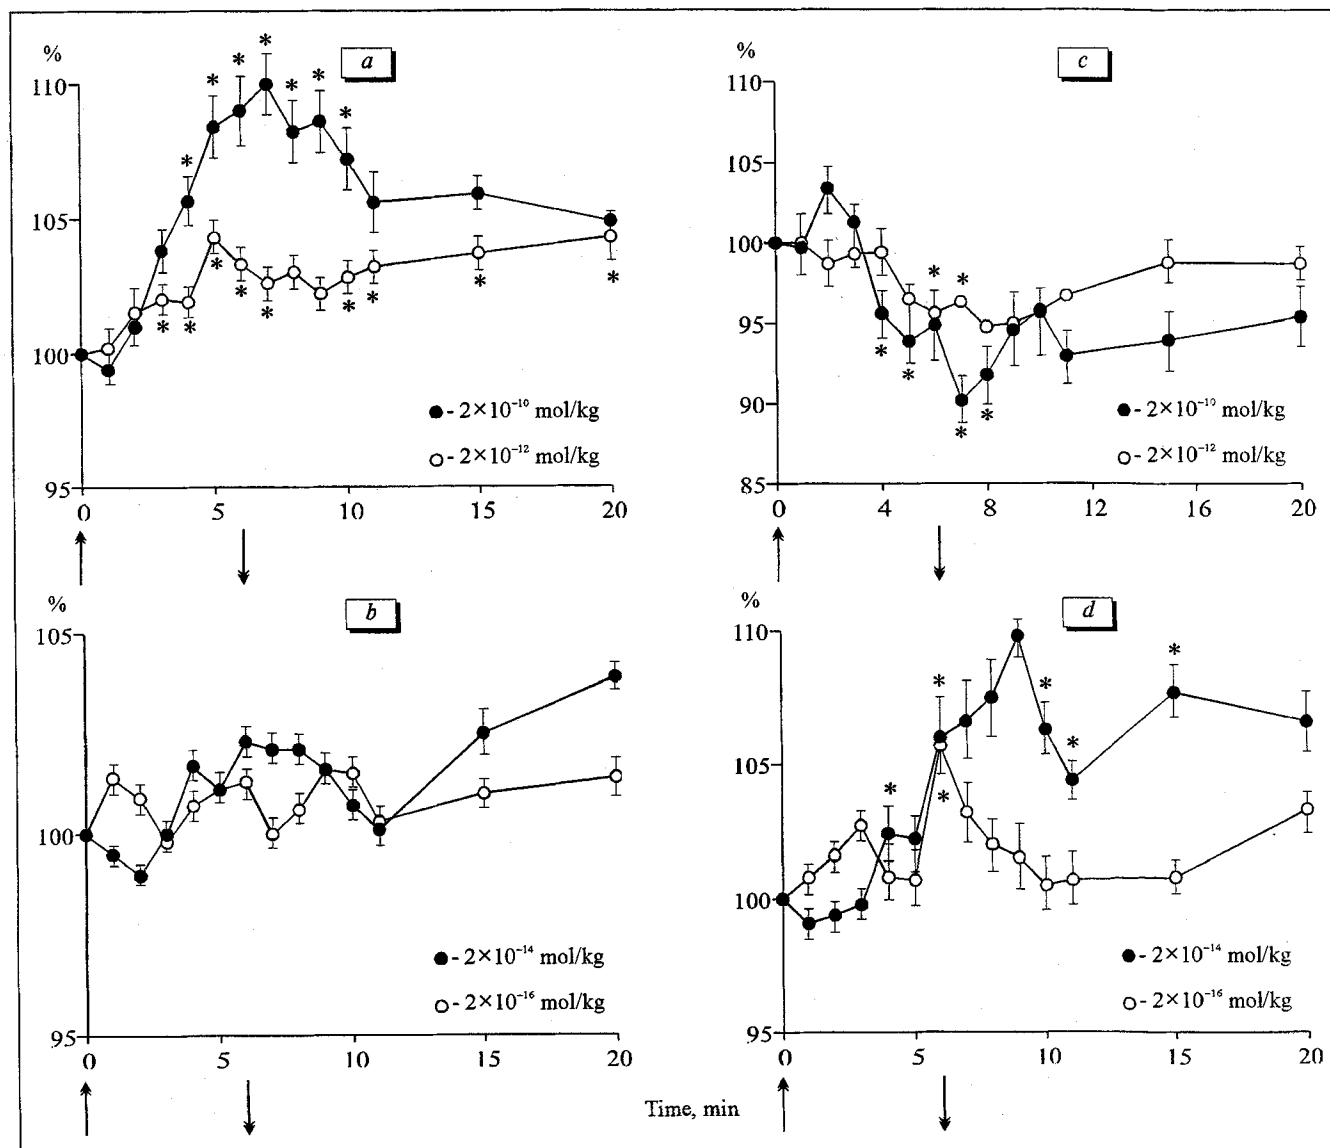 %
a
110
105
100
95
0
5
10
15
20
* * * * * * * * * * * * * * *
●- 2×10⁻¹⁰ mol/kg
○- 2×10⁻¹² mol/kg
%
c
110
105
100
95
90
85
0
4
8
12
16
20
* * * * * *
●- 2×10⁻¹⁰ mol/kg
○- 2×10⁻¹² mol/kg
%
b
105
100
95
0
5
10
15
20
●- 2×10⁻¹⁴ mol/kg
○- 2×10⁻¹⁶ mol/kg
%
d
110
105
100
95
0
5
10
15
20
* * * * * *
●- 2×10⁻¹⁴ mol/kg
○- 2×10⁻¹⁶ mol/kg
Time, min